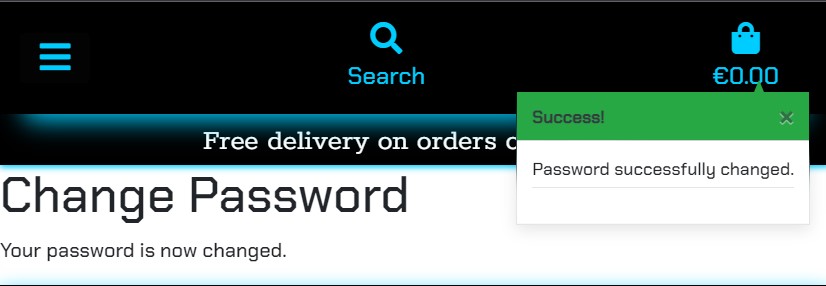 Search
€0.00
Success!
×
Free delivery on orders
Password successfully changed.
Change Password
Your password is now changed.